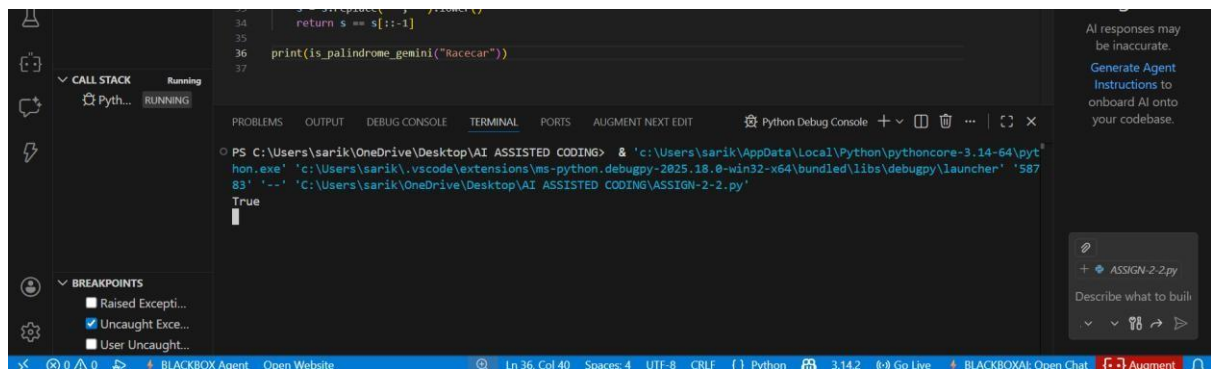 34 return s == s[::-1]
35
36 print(is_palindrome_gemini("Racecar"))
37
CALL STACK Running
Pyth... RUNNING
PROBLEMS OUTPUT DEBUG CONSOLE TERMINAL PORTS AUGMENT NEXT EDIT Python Debug Console
PS C:\Users\sarik\OneDrive\Desktop\AI ASSISTED CODING> & 'c:\Users\sarik\AppData\Local\Python\pythoncore-3.14-64\pyt
hon.exe' 'c:\Users\sarik\.vscode\extensions\ms-python.debugpy-2025.18.0-win32-x64\bundled\libs\debugpy\launcher' '587
83' '--' 'C:\Users\sarik\OneDrive\Desktop\AI ASSISTED CODING\ASSIGN-2-2.py'
True
BREAKPOINTS
Raised Excepti...
Uncaught Exce...
User Uncaught...
AI responses may
be inaccurate.
Generate Agent
Instructions to
onboard AI onto
your codebase.
+ ASSIGN-2-2.py
Describe what to buil
0 0 BLACKBOX Agent Open Website Ln 36, Col 40 Spaces: 4 UTF-8 CRLF { } Python 3.14.2 Go Live BLACKBOXAI: Open Chat Augment